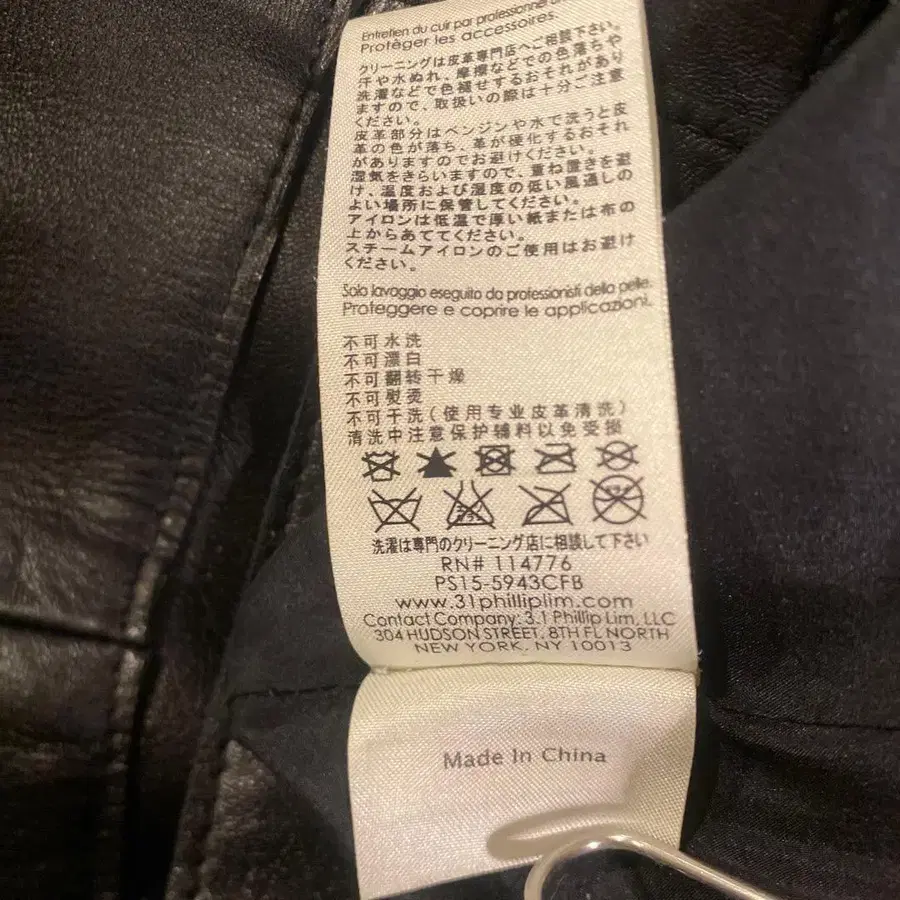 Entretien du cuir par professionnel
Protéger les accessoires.
クリーニングは皮革専門店へご相談下さい。
汗や水ぬれ、摩擦などでの色落ちや
洗濯などで色褪せするおそれがあり
ますので、取扱いの際は十分ご注意
ください。
皮革部分はベンジンや水で洗うと皮
革の色が落ち、革が硬化するおそれ
がありますのでお避けください。
湿気をきらいますので、重ね置きを避
け、温度および湿度の低い風通しの
よい場所に保管してください。
アイロンは低温で厚い紙または布の
上からあててください。
スチームアイロンのご使用はお避け
ください。
Solo lavaggio eseguito da professionisti della pelle.
Proteggere e coprire le applicazioni.
不可水洗
不可漂白
不可翻转干燥
不可熨烫
不可干洗(使用专业皮革清洗)
清洗中注意保护辅料以免受损
洗濯は専門のクリーニング店に相談して下さい
RN# 114776
PS15-5943CFB
www.31philliplim.com
Contact Company: 3.1 Phillip Lim, LLC
304 HUDSON STREET, 8TH FL NORTH
NEW YORK, NY 10013
Made In China